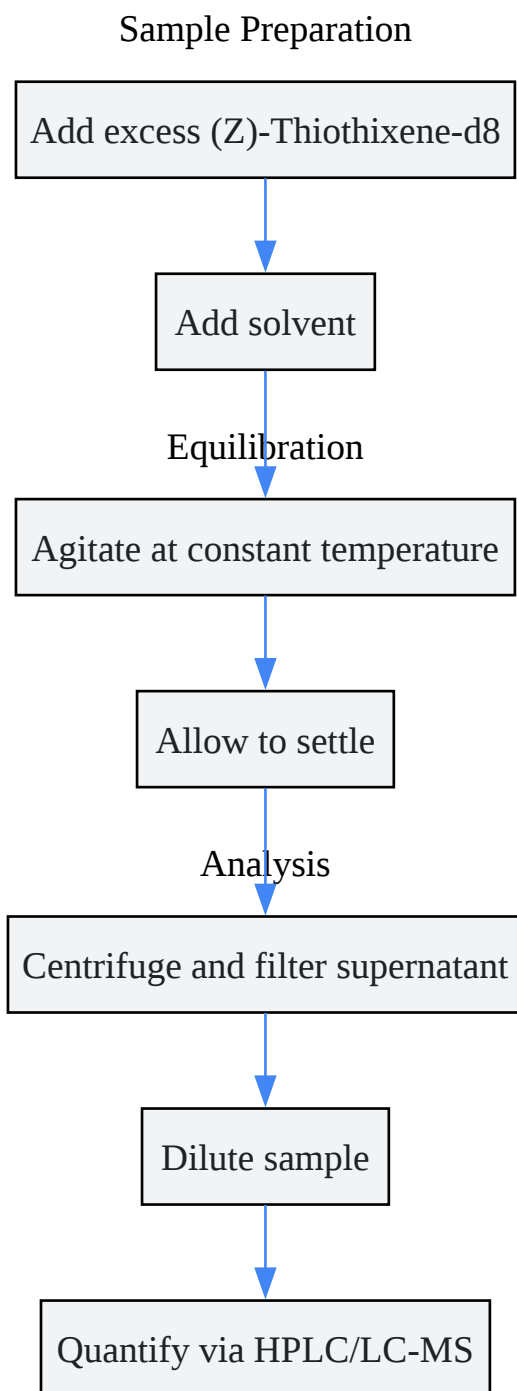 Sample Preparation
Add excess (Z)-Thiothixene-d8
Add solvent
Equilibration
Agitate at constant temperature
Allow to settle
Analysis
Centrifuge and filter supernatant
Dilute sample
Quantify via HPLC/LC-MS